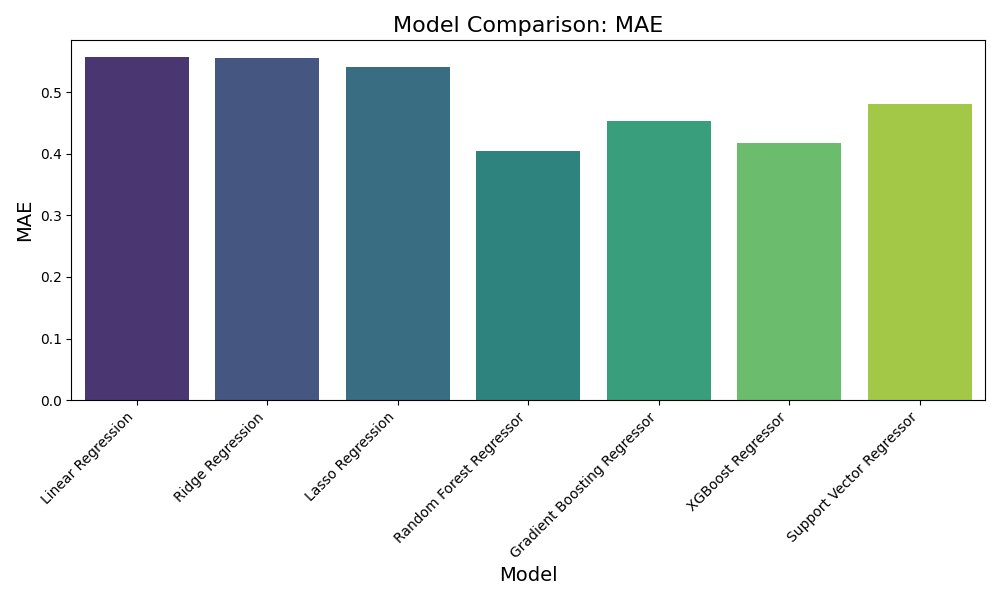 Model Comparison: MAE
MAE
0.5
0.4
0.3
0.2
0.1
0.0
Linear Regression
Ridge Regression
Lasso Regression
Random Forest Regressor
Gradient Boosting Regressor
XGBoost Regressor
Support Vector Regressor
Model